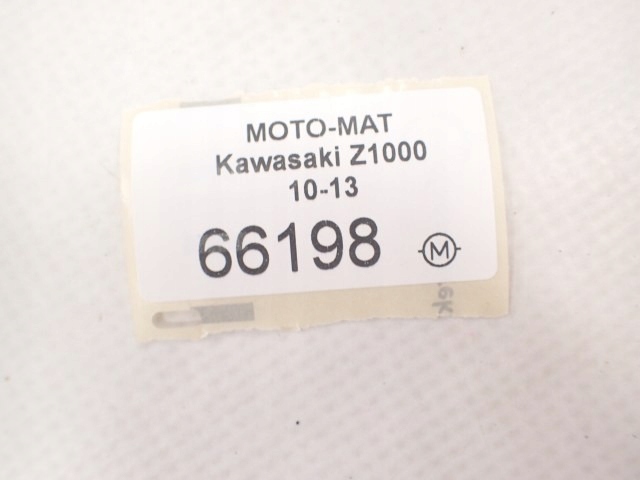 MOTO-MAT
Kawasaki Z1000
10-13
66198 M